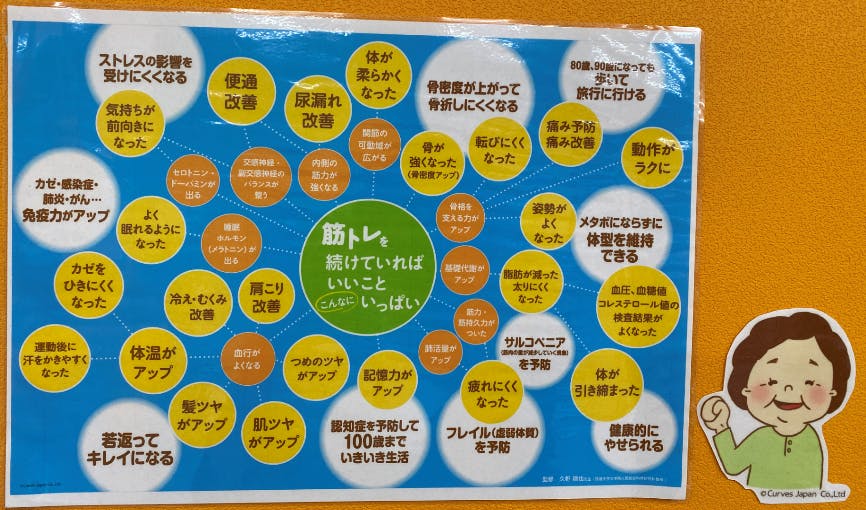 ストレスの影響を
受けにくくなる
気持ちが
前向きに
なった
便通
改善
尿漏れ
改善
体が
柔らかく
なった
骨密度が上がって
骨折しにくくなる
80歳、90歳になっても
歩いて
旅行に行ける
セロトニン・
ドーパミンが
出る
交感神経・
副交感神経の
バランスが
整う
内側の
筋力が
強くなる
関節の
可動域が
広がる
骨が
強くなった
(骨密度アップ)
転びにくく
なった
痛み予防
痛み改善
動作が
ラクに
カゼ・感染症・
肺炎・がん…
免疫力がアップ
よく
眠れるように
なった
睡眠
ホルモン
(メラトニン)が
出る
骨格を
支える力が
アップ
姿勢が
よく
なった
メタボにならずに
体型を維持
できる
筋トレを
続けていれば
いいこと
こんなに
いっぱい
カゼを
ひきにくく
なった
冷え・むくみ
改善
肩こり
改善
基礎代謝が
アップ
脂肪が減った
太りにくく
なった
血圧、血糖値
コレステロール値の
検査結果が
よくなった
運動後に
汗をかきやすく
なった
体温が
アップ
血行が
よくなる
つめのツヤ
がアップ
記憶力が
アップ
肺活量が
アップ
筋力・
筋持久力が
ついた
サルコペニア
を予防
疲れにくく
なった
体が
引き締まった
若返って
キレイになる
髪ツヤ
がアップ
肌ツヤ
がアップ
認知症を予防して
100歳まで
いきいき生活
フレイル(虚弱体質)
を予防
健康的に
やせられる
©Curves Japan Co.,Ltd